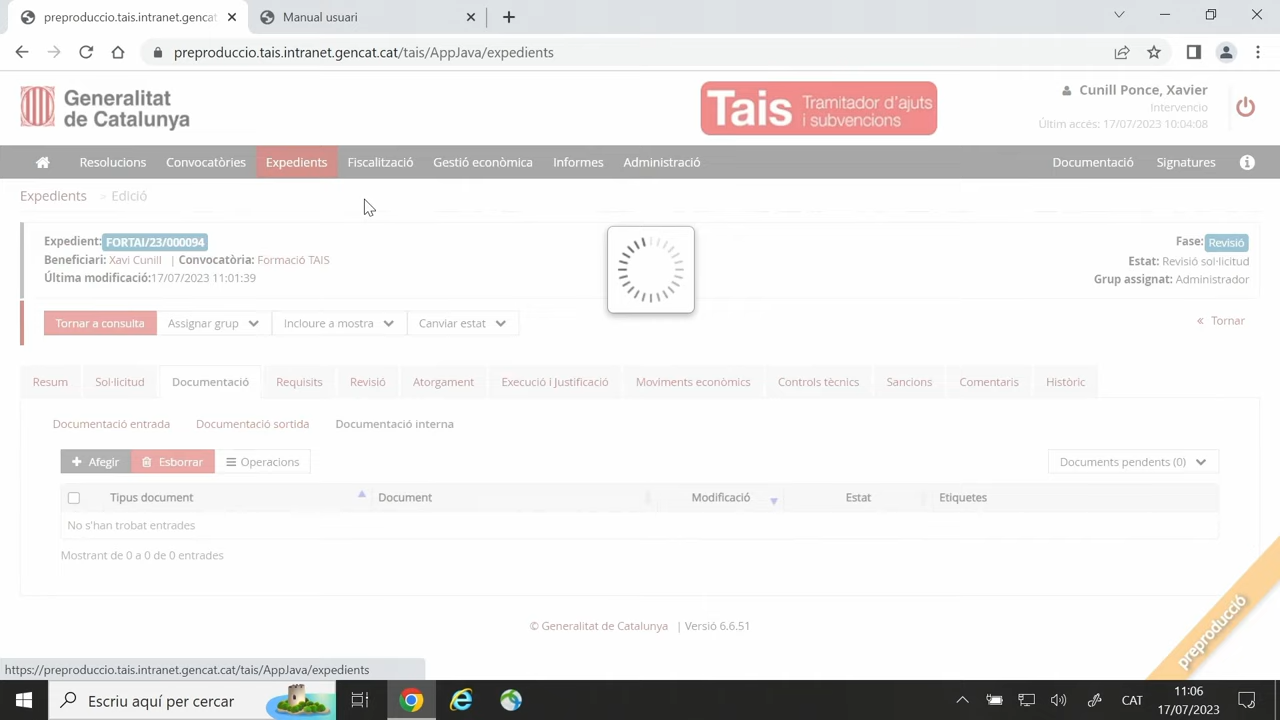 preproduccio.tais.intranet.gencat
Manual usuari
preproduccio.tais.intranet.gencat.cat/tais/AppJava/expedients
Generalitat
de Catalunya
Tais Tramitador d'ajuts
i subvencions
Cunill Ponce, Xavier
Intervencio
Últim accés: 17/07/2023 10:04:08
Resolucions Convocatòries Expedients Fiscalització Gestió econòmica Informes Administració Documentació Signatures
Expedients > Edició
Expedient: FORTAI/23/000094
Beneficiari: Xavi Cunill | Convocatòria: Formació TAIS
Última modificació:17/07/2023 11:01:39
Fase: Revisió
Estat: Revisió sol·licitud
Grup assignat: Administrador
Tornar a consulta Assignar grup Incloure a mostra Canviar estat « Tornar
Resum Sol·licitud Documentació Requisits Revisió Atorgament Execució i Justificació Moviments econòmics Controls tècnics Sancions Comentaris Històric
Documentació entrada Documentació sortida Documentació interna
+ Afegir Esborrar Operacions Documents pendents (0)
Tipus document Document Modificació Estat Etiquetes
No s'han trobat entrades
Mostrant de 0 a 0 de 0 entrades
© Generalitat de Catalunya | Versió 6.6.51
preproducció
https://preproduccio.tais.intranet.gencat.cat/tais/AppJava/expedients
Escriu aquí per cercar
CAT
11:06
17/07/2023